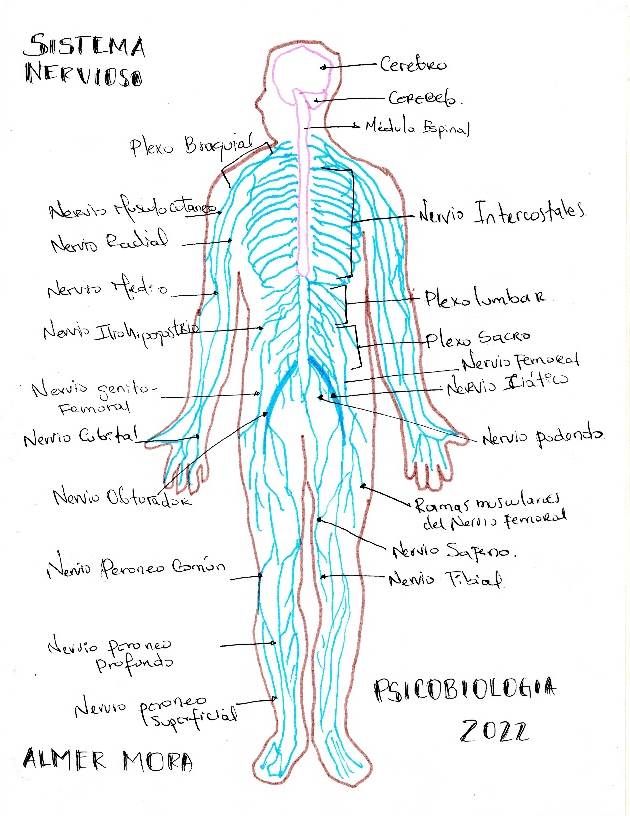 SISTEMA
NERVIOSO
Cerebro
Cerebelo.
Médula Espinal
Plexo Braquial
Nervio Musculocutaneo
Nervio Radial
Nervio Medio
Nervio Iliohipogastrio
Nervio genito-
Femoral
Nervio Cubital
Nervio Obturador
Nervio Peroneo Común
Nervio peroneo
profundo
Nervio peroneo
superficial
Nervio Intercostales
Plexo lumbar
Plexo Sacro
Nervio Femoral
Nervio Ciático
Nervio pudendo
Ramas musculares
del Nervio Femoral
Nervio Safeno.
Nervio Tibial
PSICOBIOLOGIA
2022
ALMER MORA